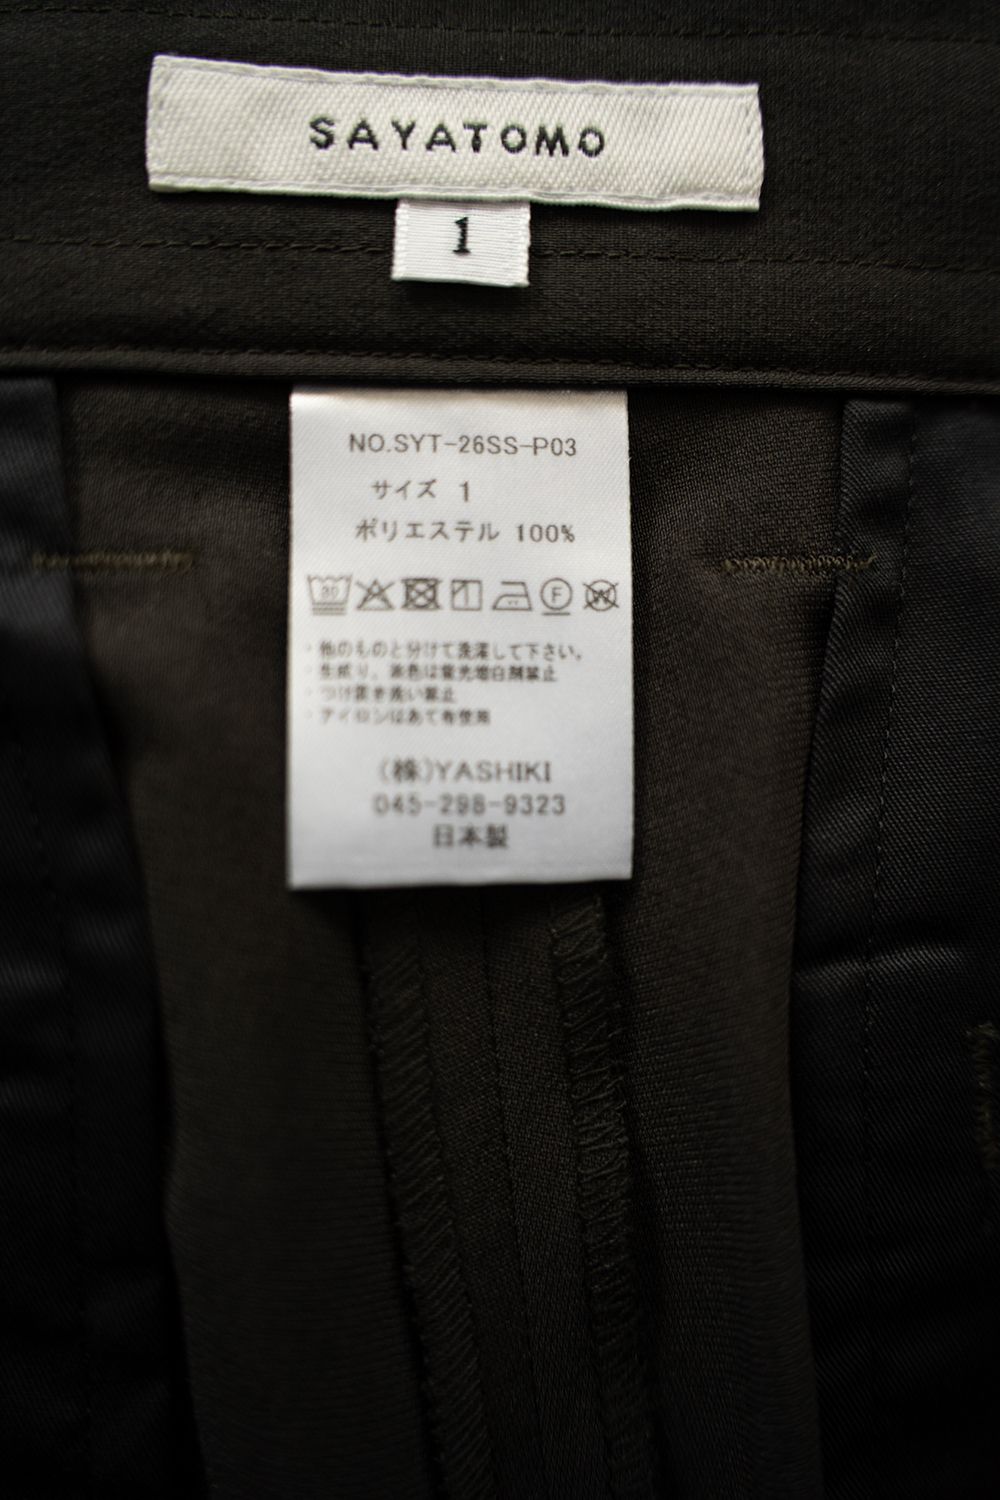 SAYATOMO
1
NO.SYT-26SS-P03
サイズ 1
ポリエステル 100%
30 F W
・他のものと分けて洗濯して下さい。
・生成り、淡色は蛍光増白剤禁止
・つけ置き洗い禁止
・アイロンはあて布使用
(株)YASHIKI
045-298-9323
日本製